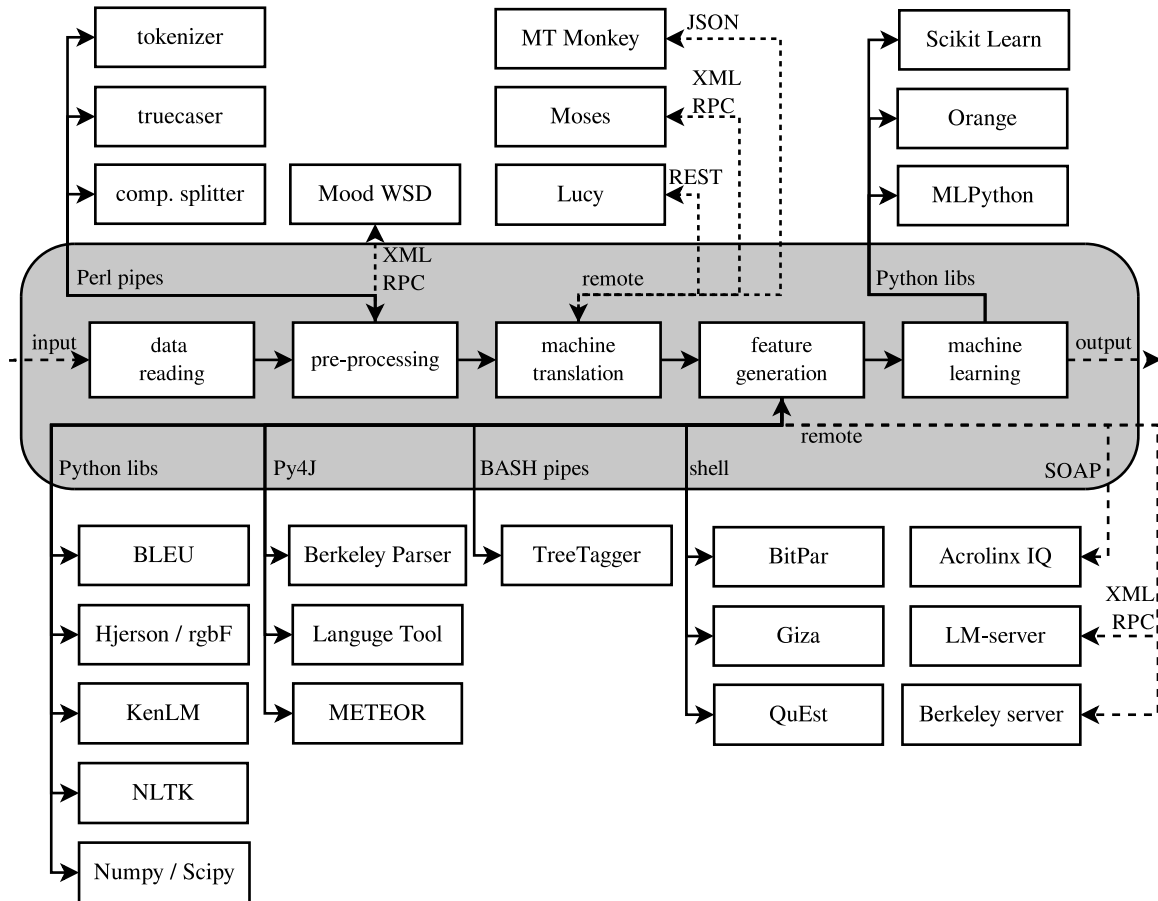 tokenizer
MT Monkey
JSON
Scikit Learn
truecaser
Moses
XML
RPC
Orange
comp. splitter
Mood WSD
Lucy
REST
MLPython
XML
RPC
Perl pipes
remote
Python libs
input
data
reading
pre-processing
machine
translation
feature
generation
machine
learning
output
remote
Python libs
Py4J
BASH pipes
shell
SOAP
BLEU
Berkeley Parser
TreeTagger
BitPar
Acrolinx IQ
Hjerson / rgbF
Languge Tool
Giza
LM-server
XML
RPC
KenLM
METEOR
QuEst
Berkeley server
NLTK
Numpy / Scipy